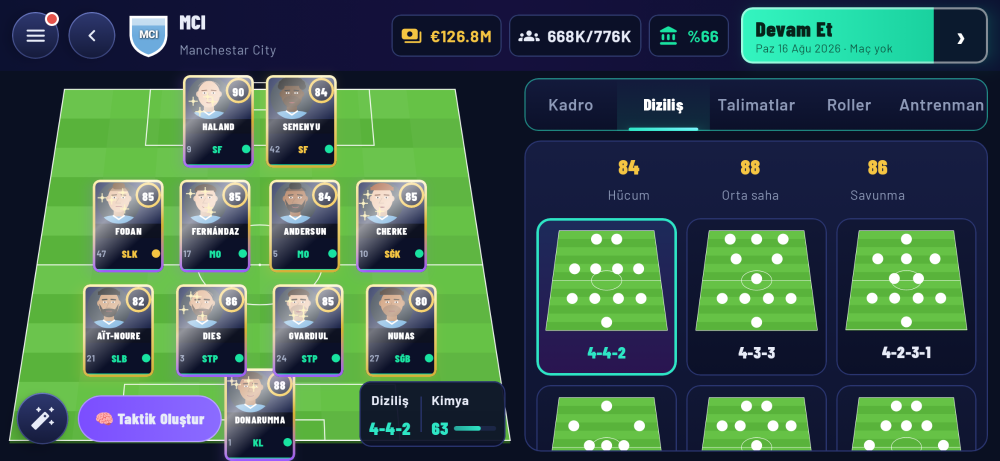 MCI
MCI
Manchestar City
€126.8M
668K/776K
%66
Devam Et
Paz 16 Ağu 2026 · Maç yok
Kadro
Diziliş
Talimatlar
Roller
Antrenman
90
HALAND
9 SF
84
SEMENYU
42 SF
85
FODAN
47 SLK
85
FERNÁNDAZ
17 MO
84
ANDERSUN
5 MO
85
CHERKE
10 SĞK
82
AÏT-NOURE
21 SLB
86
DIES
3 STP
85
GVARDIUL
24 STP
80
NUNAS
27 SĞB
88
DONARUMMA
1 KL
Taktik Oluştur
Diziliş
4-4-2
Kimya
63
84
Hücum
88
Orta saha
86
Savunma
4-4-2
4-3-3
4-2-3-1